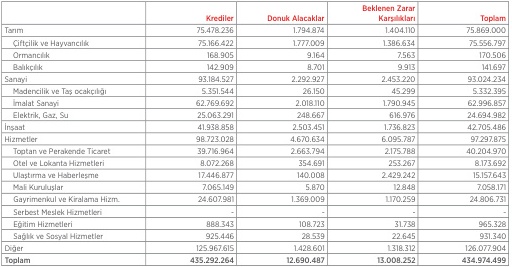 Beklenen Zarar
Krediler Donuk Alacaklar Karşılıkları Toplam
Tarım 75.478.236 1.794.874 1.404.110 75.869.000
Çiftçilik ve Hayvancılık 75.166.422 1.777.009 1.386.634 75.556.797
Ormancılık 168.905 9.164 7.563 170.506
Balıkçılık 142.909 8.701 9.913 141.697
Sanayi 93.184.527 2.292.927 2.453.220 93.024.234
Madencilik ve Taş ocakçılığı 5.351.544 26.150 45.299 5.332.395
İmalat Sanayi 62.769.692 2.018.110 1.790.945 62.996.857
Elektrik, Gaz, Su 25.063.291 248.667 616.976 24.694.982
İnşaat 41.938.858 2.503.451 1.736.823 42.705.486
Hizmetler 98.723.028 4.670.634 6.095.787 97.297.875
Toptan ve Perakende Ticaret 39.716.964 2.663.794 2.175.788 40.204.970
Otel ve Lokanta Hizmetleri 8.072.268 354.691 253.267 8.173.692
Ulaştırma ve Haberleşme 17.446.877 140.008 2.429.242 15.157.643
Mali Kuruluşlar 7.065.149 5.870 12.848 7.058.171
Gayrimenkul ve Kiralama Hizm. 24.607.981 1.369.009 1.170.259 24.806.731
Serbest Meslek Hizmetleri - - - -
Eğitim Hizmetleri 888.343 108.723 31.738 965.328
Sağlık ve Sosyal Hizmetler 925.446 28.539 22.645 931.340
Diğer 125.967.615 1.428.601 1.318.312 126.077.904
Toplam 435.292.264 12.690.487 13.008.252 434.974.499